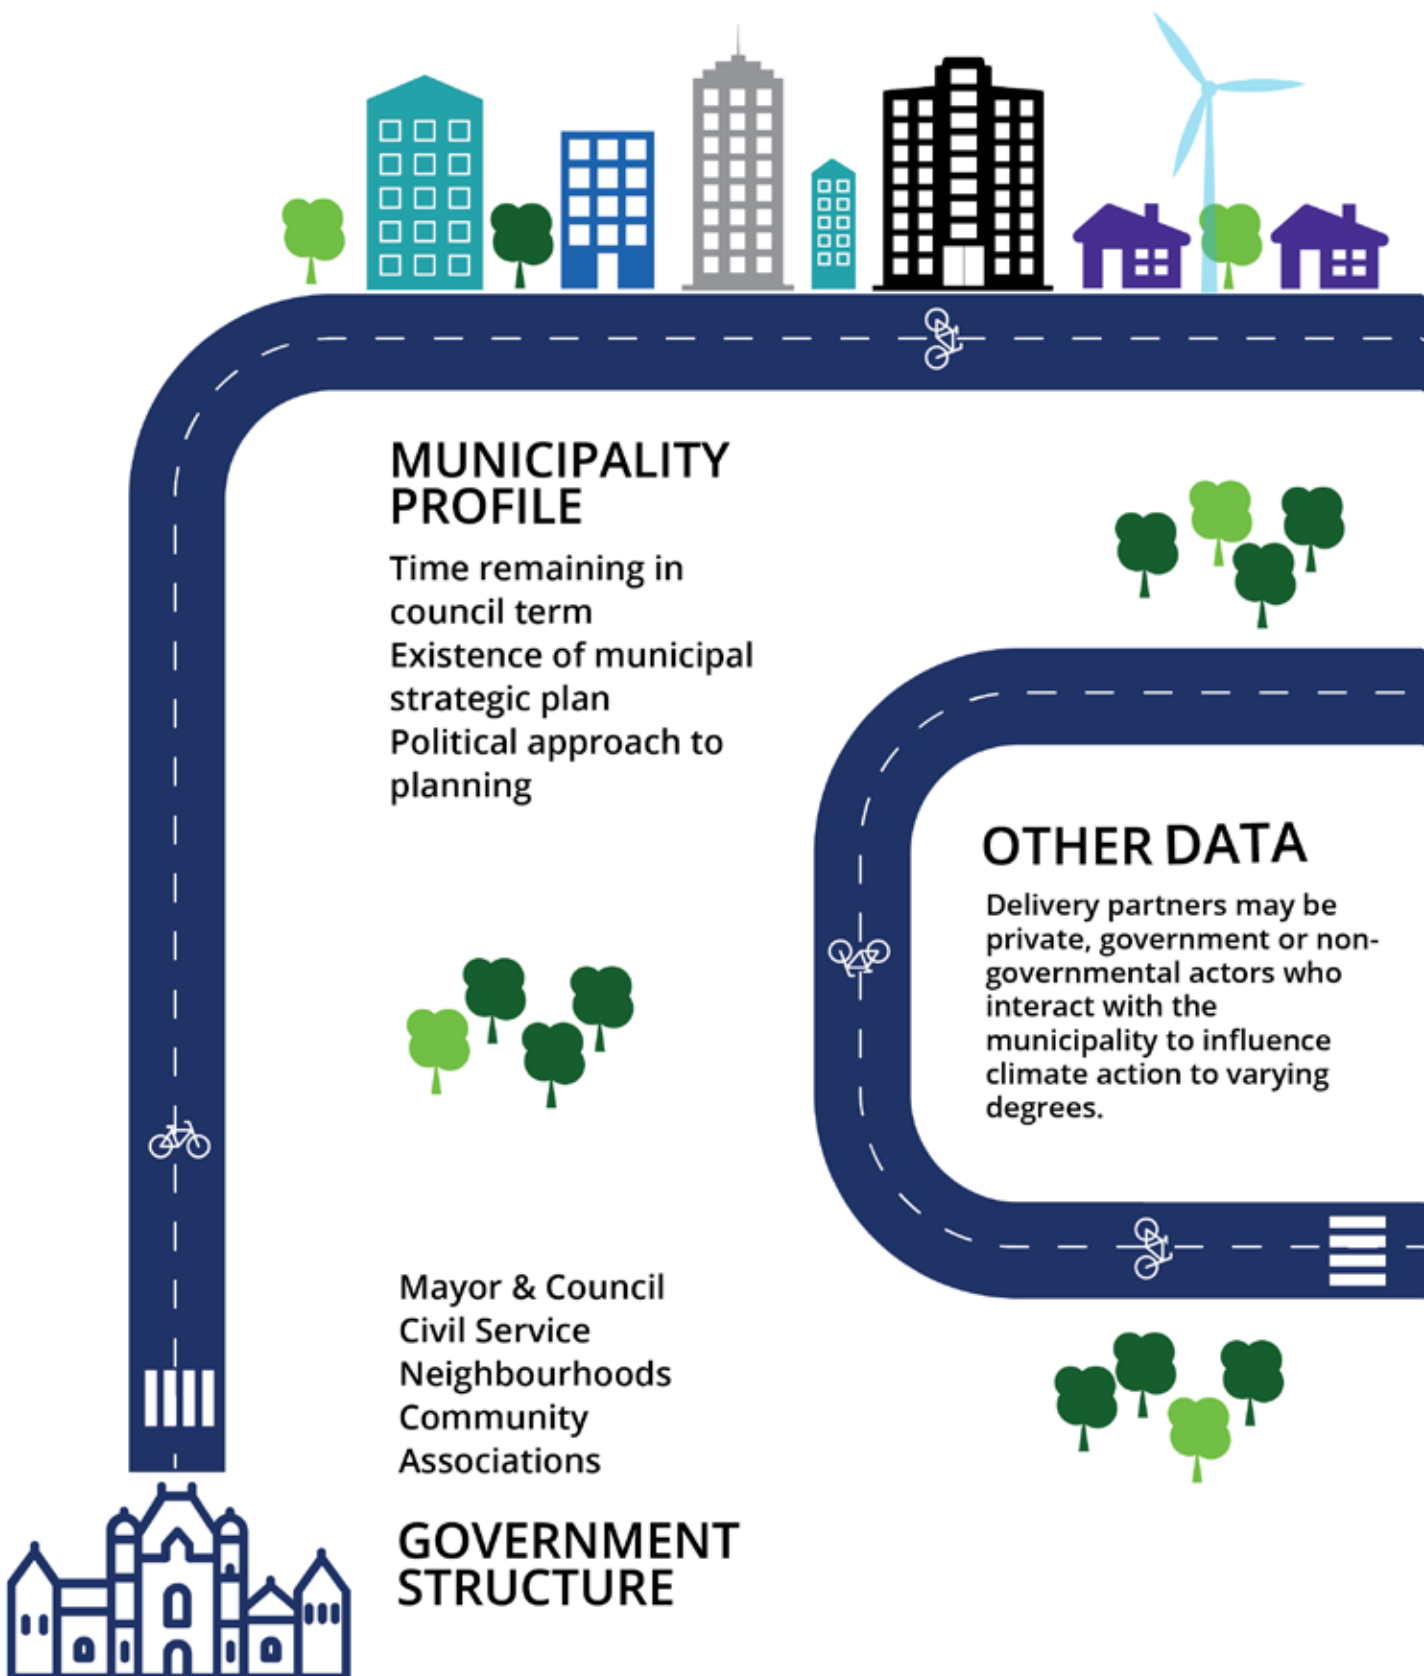 MUNICIPALITY
PROFILE
Time remaining in
council term
Existence of municipal
strategic plan
Political approach to
planning
OTHER DATA
Delivery partners may be
private, government or non-
governmental actors who
interact with the
municipality to influence
climate action to varying
degrees.
Mayor & Council
Civil Service
Neighbourhoods
Community
Associations
GOVERNMENT
STRUCTURE